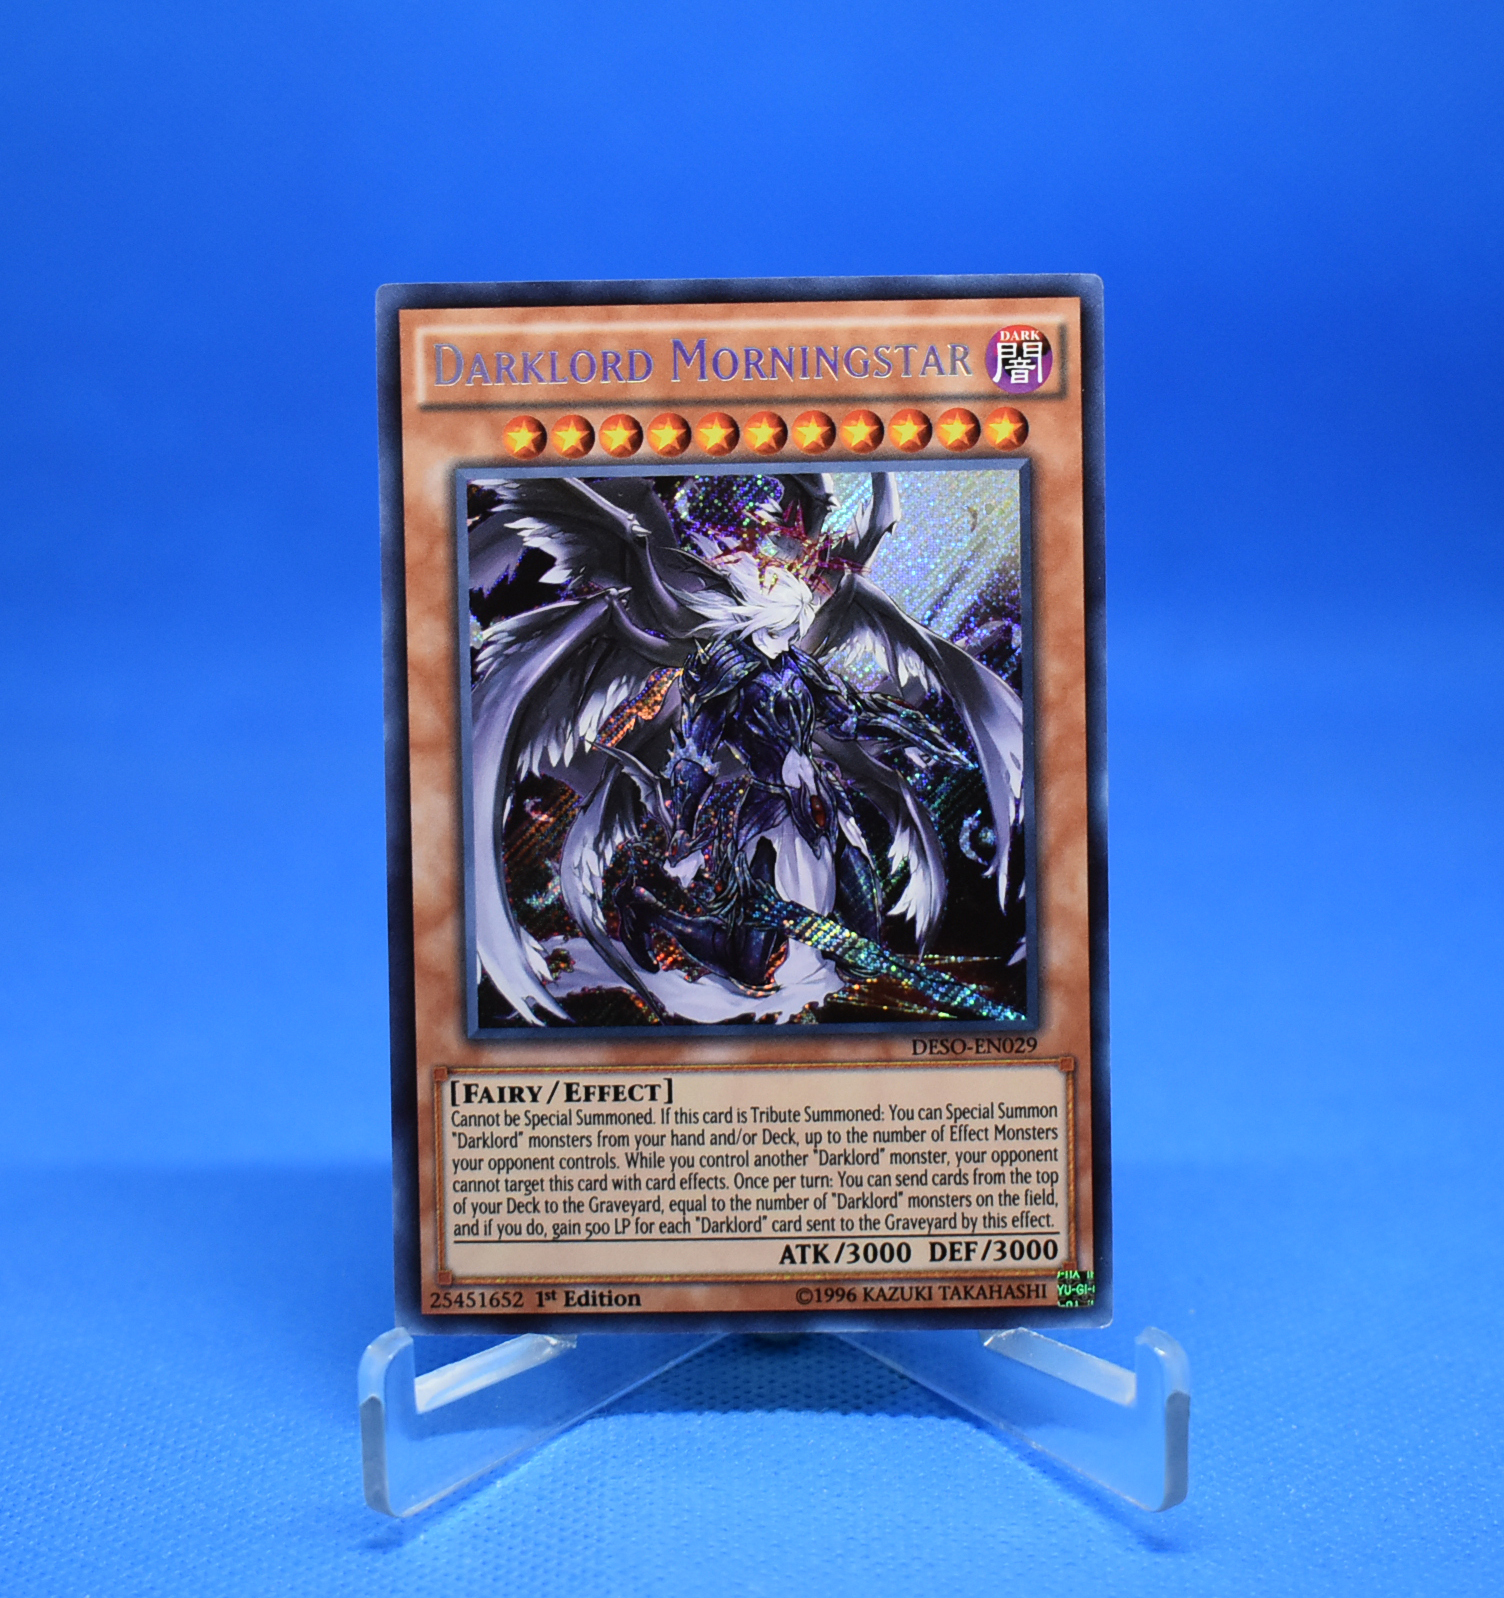 DARKLORD MORNINGSTAR
DARK
闇
DESO-EN029
[FAIRY/EFFECT]
Cannot be Special Summoned. If this card is Tribute Summoned: You can Special Summon
"Darklord" monsters from your hand and/or Deck, up to the number of Effect Monsters
your opponent controls. While you control another "Darklord" monster, your opponent
cannot target this card with card effects. Once per turn: You can send cards from the top
of your Deck to the Graveyard, equal to the number of "Darklord" monsters on the field,
and if you do, gain 500 LP for each "Darklord" card sent to the Graveyard by this effect.
ATK/3000 DEF/3000
25451652 1st Edition
©1996 KAZUKI TAKAHASHI
YU-GI-